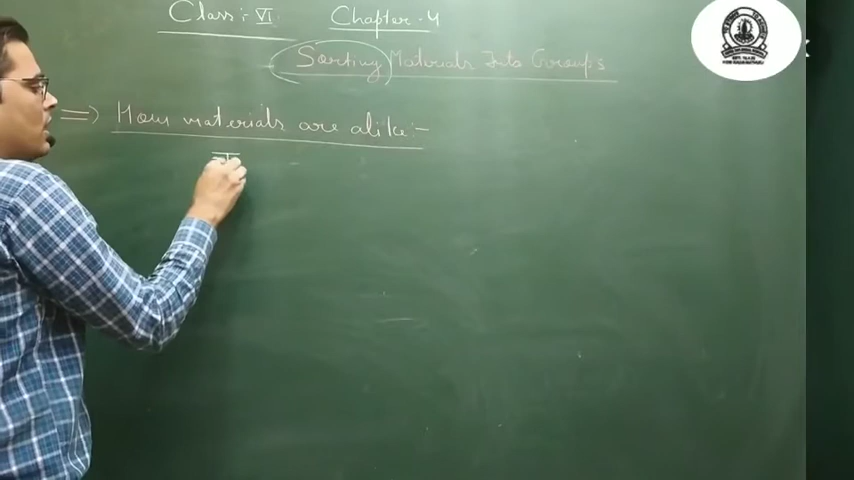 Class:- VI Chapter-4
Sorting Materials Into Groups
=> How materials are alike :-